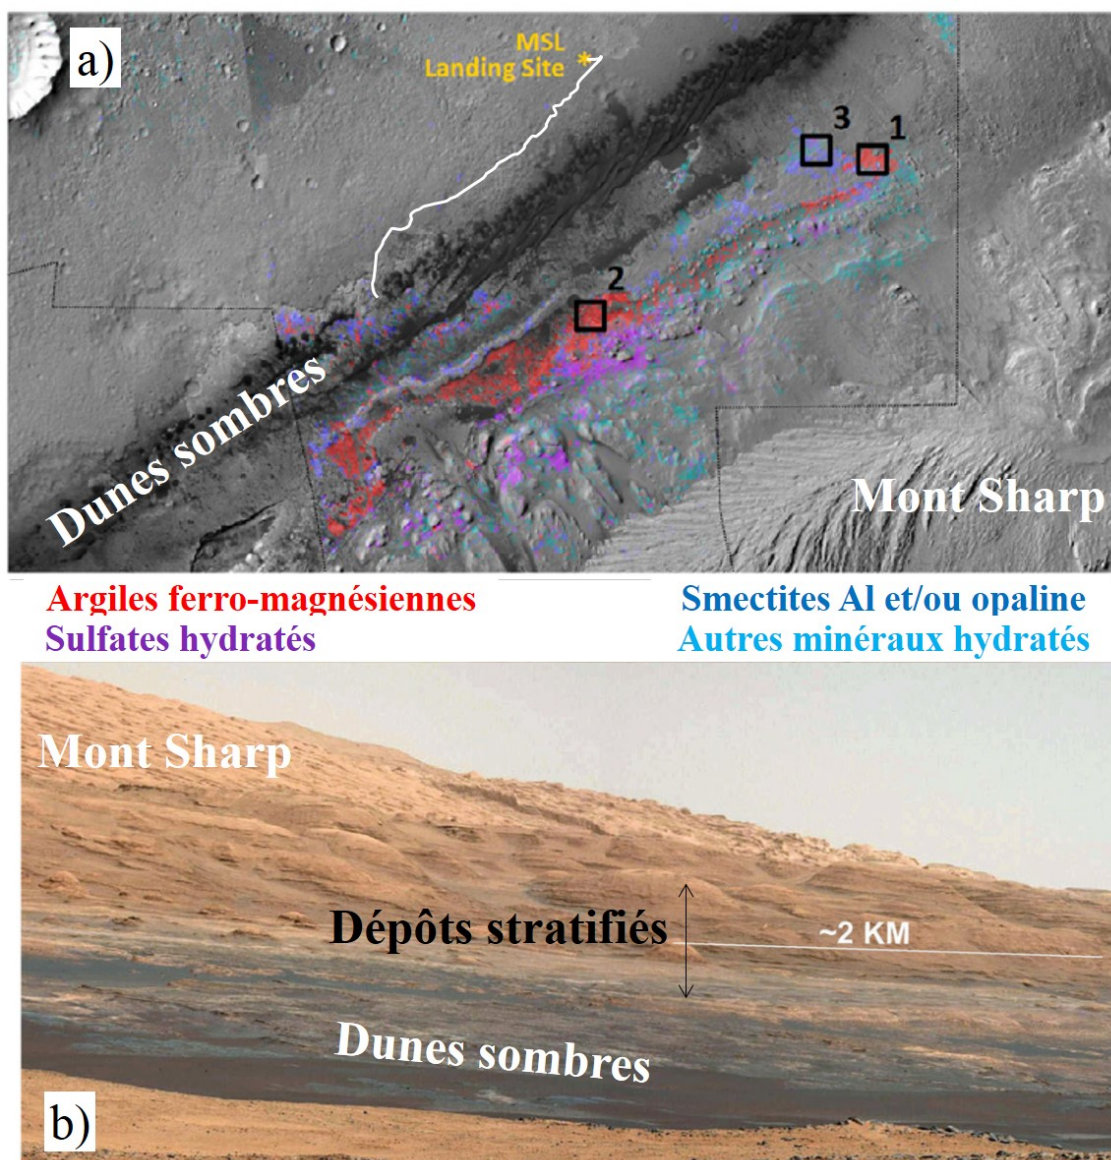 a)
MSL
Landing Site
3
1
2
Dunes sombres
Mont Sharp
Argiles ferro-magnésiennes
Smectites Al et/ou opaline
Sulfates hydratés
Autres minéraux hydratés
Mont Sharp
Dépôts stratifiés
~2 KM
Dunes sombres
b)